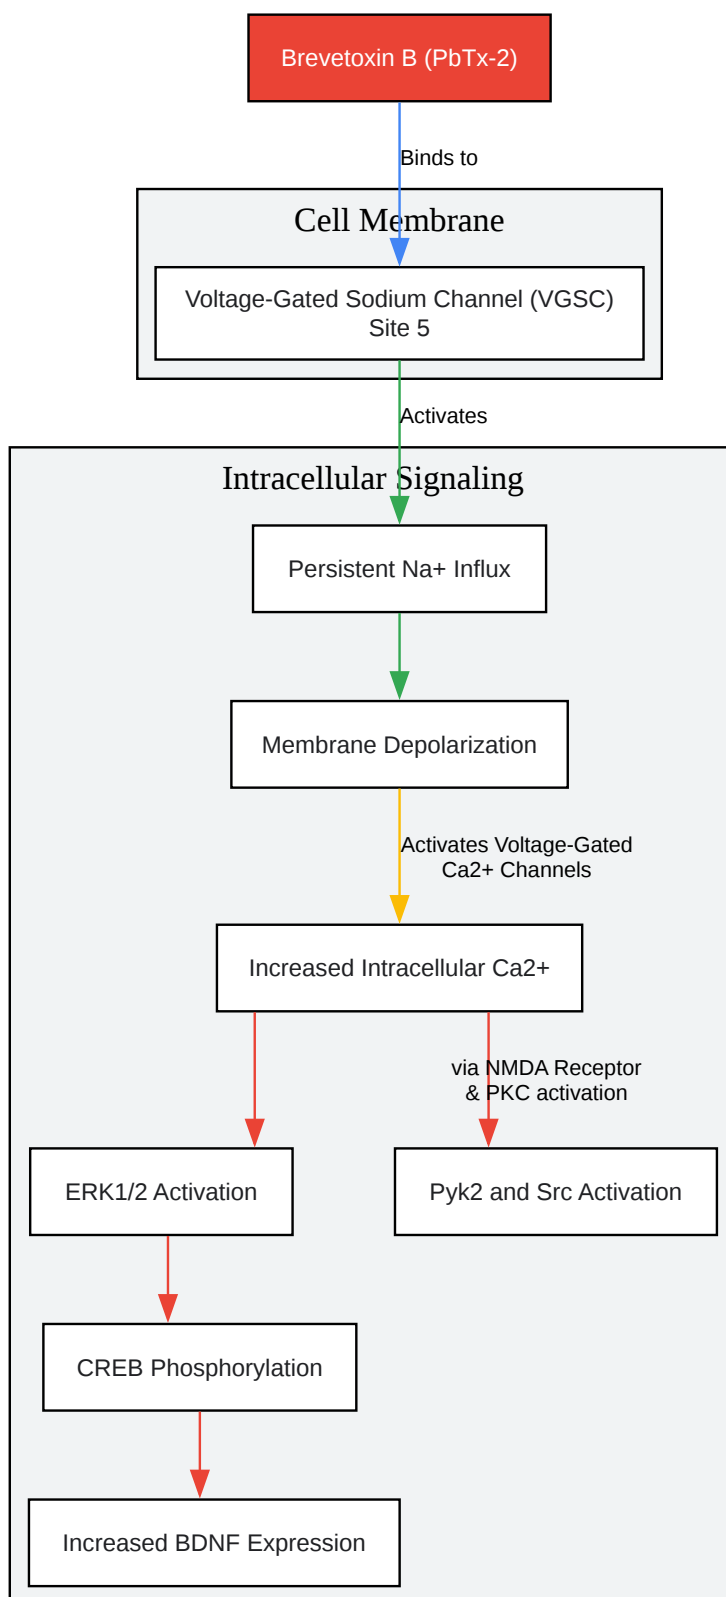 Brevetoxin B (PbTx-2)
Binds to
Cell Membrane
Voltage-Gated Sodium Channel (VGSC)
Site 5
Activates
Intracellular Signaling
Persistent Na+ Influx
Membrane Depolarization
Activates Voltage-Gated
Ca2+ Channels
Increased Intracellular Ca2+
via NMDA Receptor
& PKC activation
ERK1/2 Activation
Pyk2 and Src Activation
CREB Phosphorylation
Increased BDNF Expression